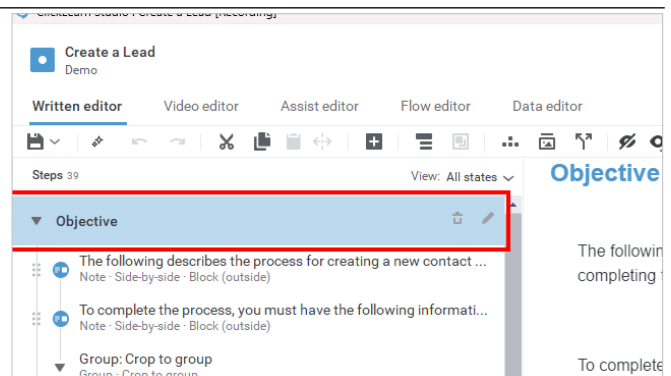 ClickLearn Studio - Create a Lead [Recording]
Create a Lead
Demo
Written editor Video editor Assist editor Flow editor Data editor
Steps 39 View: All states
Objective
The following describes the process for creating a new contact ...
Note · Side-by-side · Block (outside)
To complete the process, you must have the following informati...
Note · Side-by-side · Block (outside)
Group: Crop to group
Group · Crop to group
Objective
The followin
completing
To complete